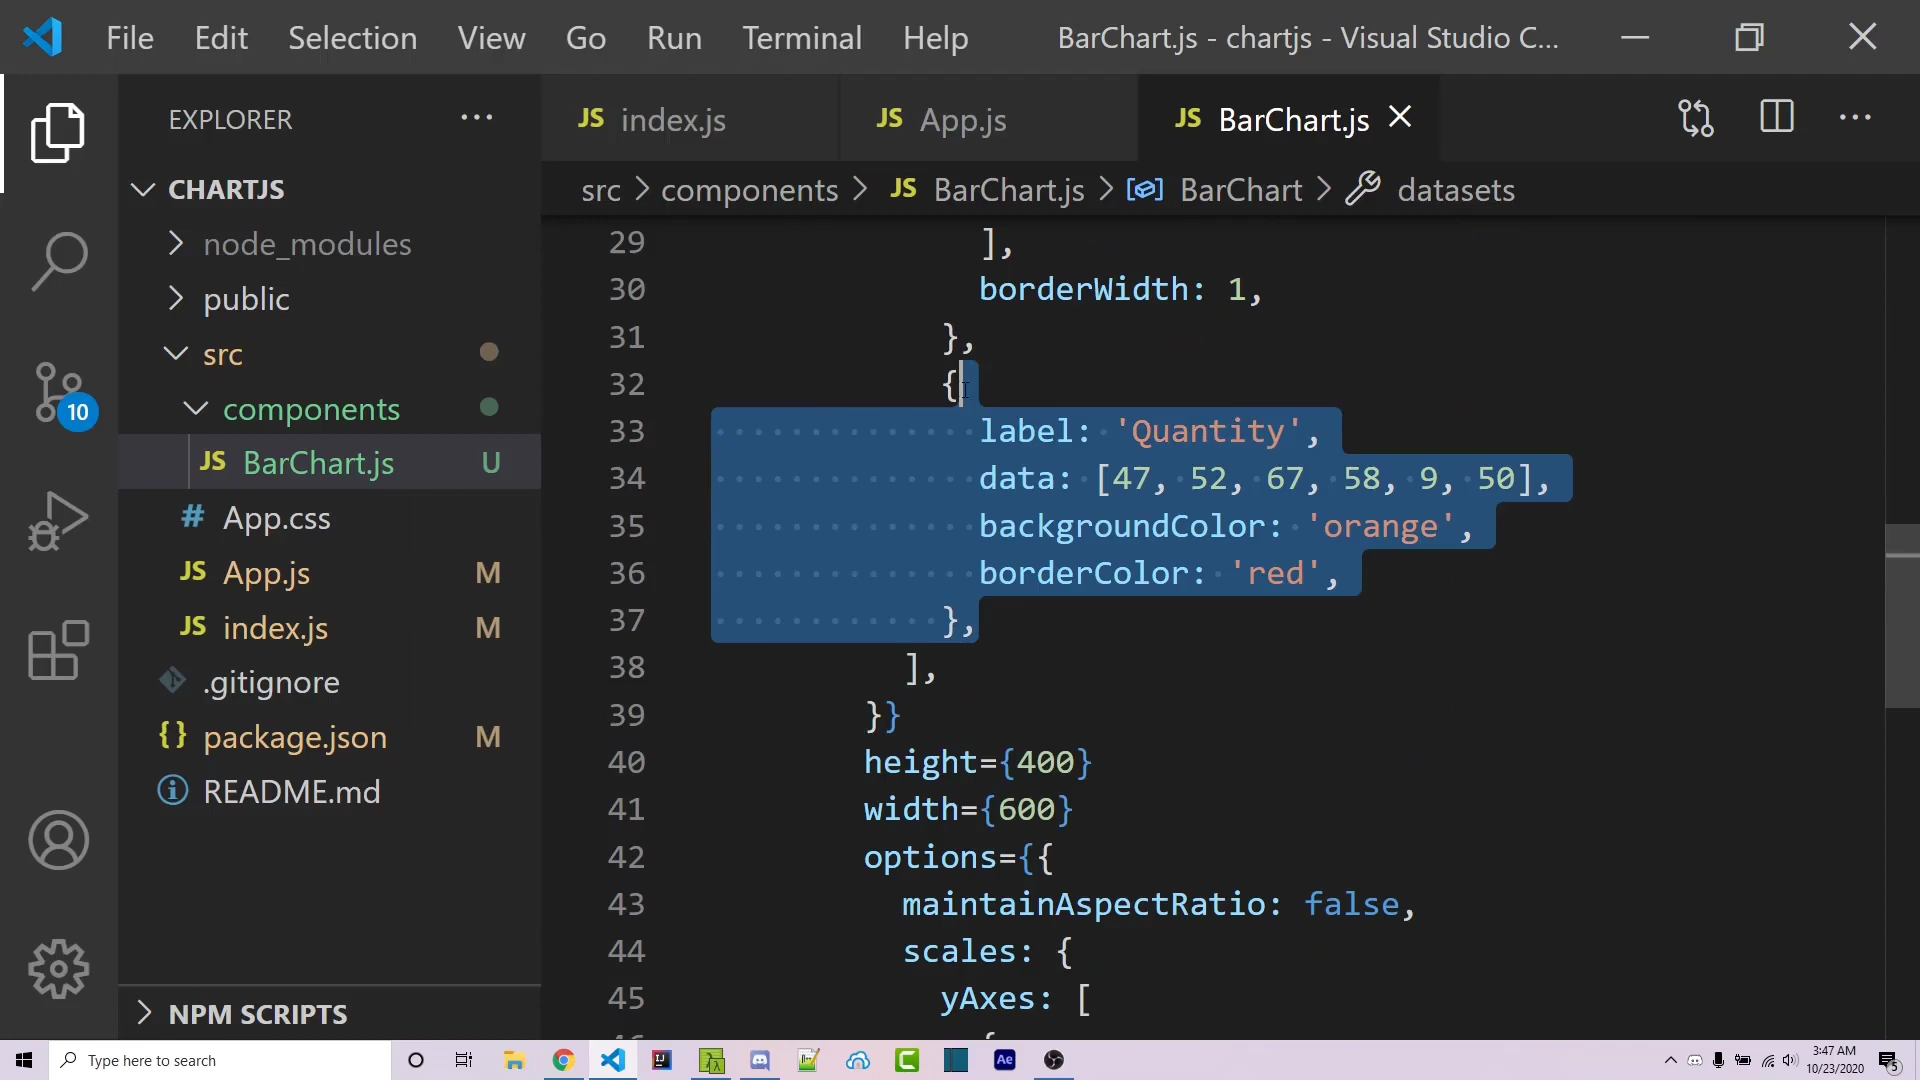 File Edit Selection View Go Run Terminal Help BarChart.js - chartjs - Visual Studio C...
EXPLORER
JS index.js
JS App.js
JS BarChart.js
CHARTJS
src > components > JS BarChart.js > BarChart > datasets
node_modules
public
src
components
JS BarChart.js U
# App.css
JS App.js M
JS index.js M
.gitignore
{} package.json M
README.md
NPM SCRIPTS
10
29 ],
30 borderWidth: 1,
31 },
32 {
33 label: 'Quantity',
34 data: [47, 52, 67, 58, 9, 50],
35 backgroundColor: 'orange',
36 borderColor: 'red',
37 },
38 ],
39 }}
40 height={400}
41 width={600}
42 options={{
43 maintainAspectRatio: false,
44 scales: {
45 yAxes: [
Type here to search
Ae
3:47 AM
10/23/2020
5